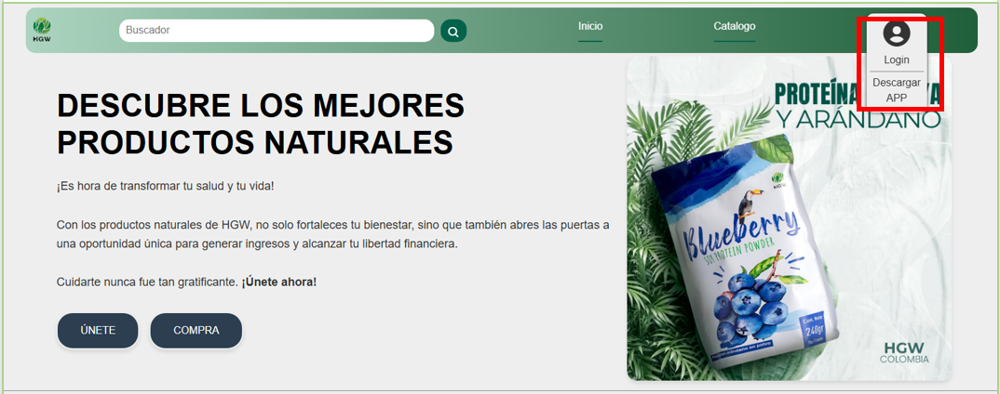 HGW
Buscador
Inicio
Catalogo
Login
Descargar
APP
DESCUBRE LOS MEJORES
PRODUCTOS NATURALES
¡Es hora de transformar tu salud y tu vida!
Con los productos naturales de HGW, no solo fortaleces tu bienestar, sino que también abres las puertas a
una oportunidad única para generar ingresos y alcanzar tu libertad financiera.
Cuidarte nunca fue tan gratificante. ¡Únete ahora!
ÚNETE
COMPRA
PROTEÍNA
Y ARÁNDANO
HGW
Blueberry
SOY PROTEIN POWDER
Cont. Neto
240gr
HGW
COLOMBIA